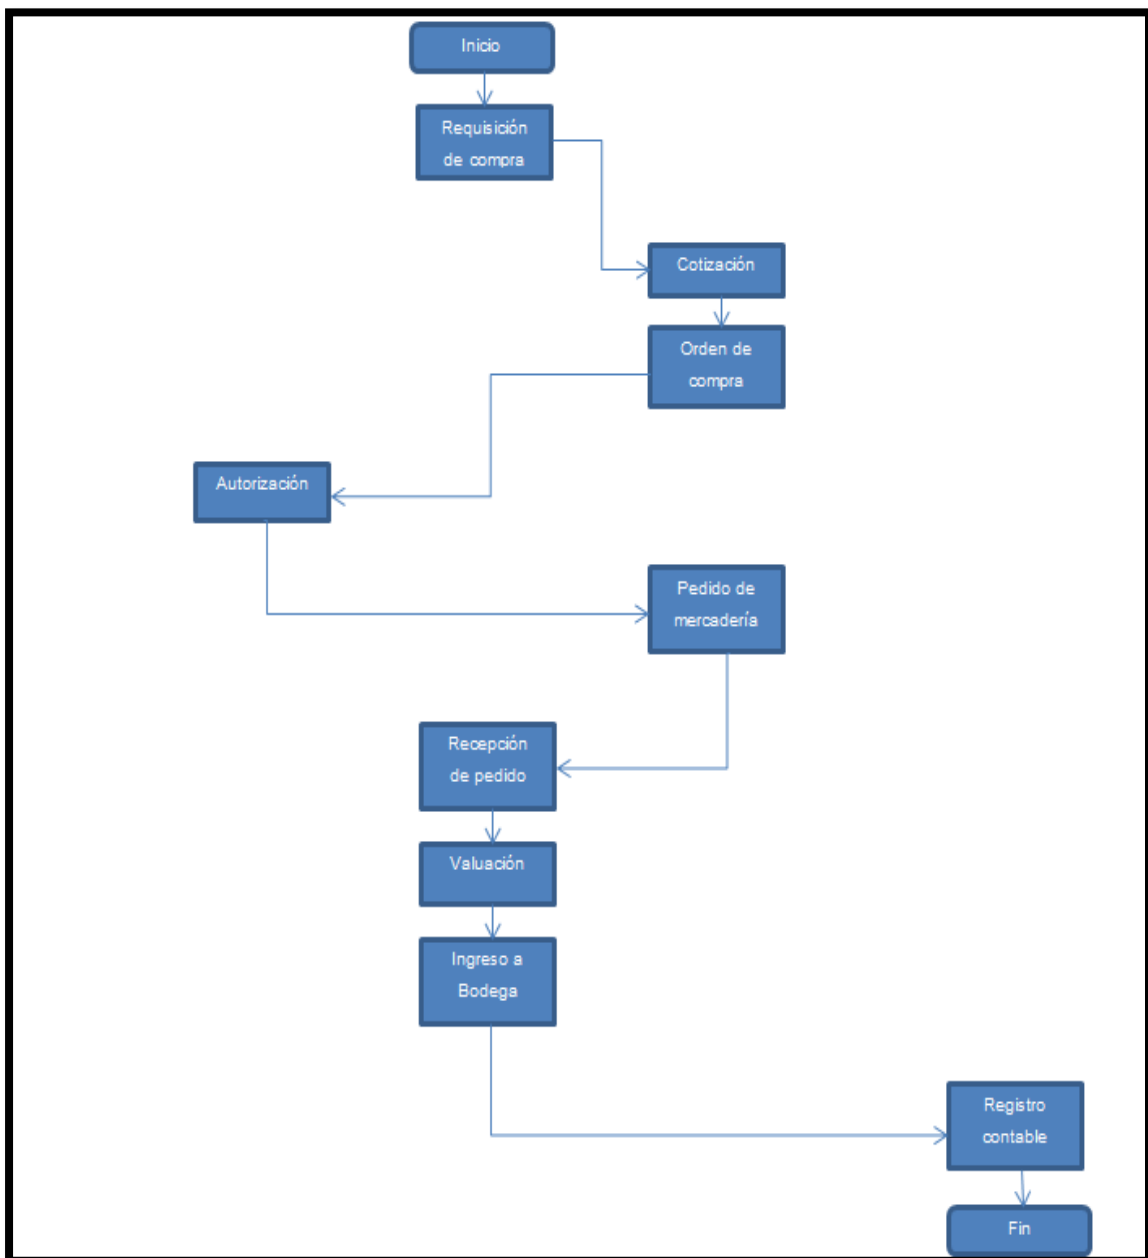 Inicio
Requisición
de compra
Cotización
Orden de
compra
Autorización
Pedido de
mercadería
Recepción
de pedido
Valuación
Ingreso a
Bodega
Registro
contable
Fin